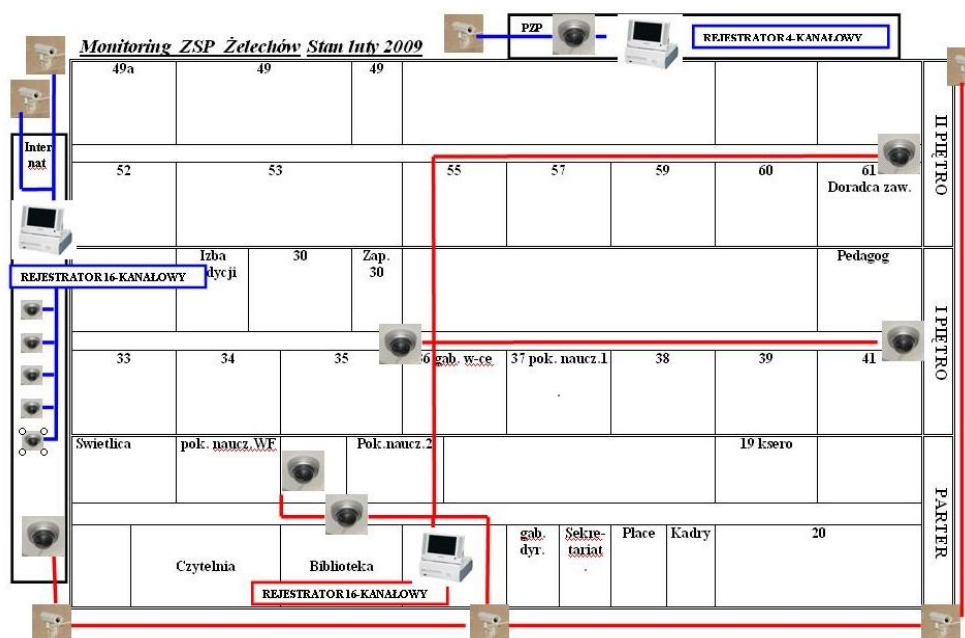 Monitoring ZSP Żelechów Stan luty 2009
PZP
REJESTRATOR 4-KANAŁOWY
49a
49
49
II PIĘTRO
Inter
nat
52
53
55
57
59
60
61
Doradca zaw.
Izba
dycji
30
Zap.
30
Pedagog
I PIĘTRO
REJESTRATOR 16-KANAŁOWY
33
34
35
36 gab. w-ce
37 pok. naucz.1
38
39
41
Swietlica
pok. naucz.WF
Pok.naucz.2
19 ksero
PARTER
Czytelnia
Biblioteka
gab.
dyr.
Sekre-
tariat
Płace
Kadry
20
REJESTRATOR 16-KANAŁOWY